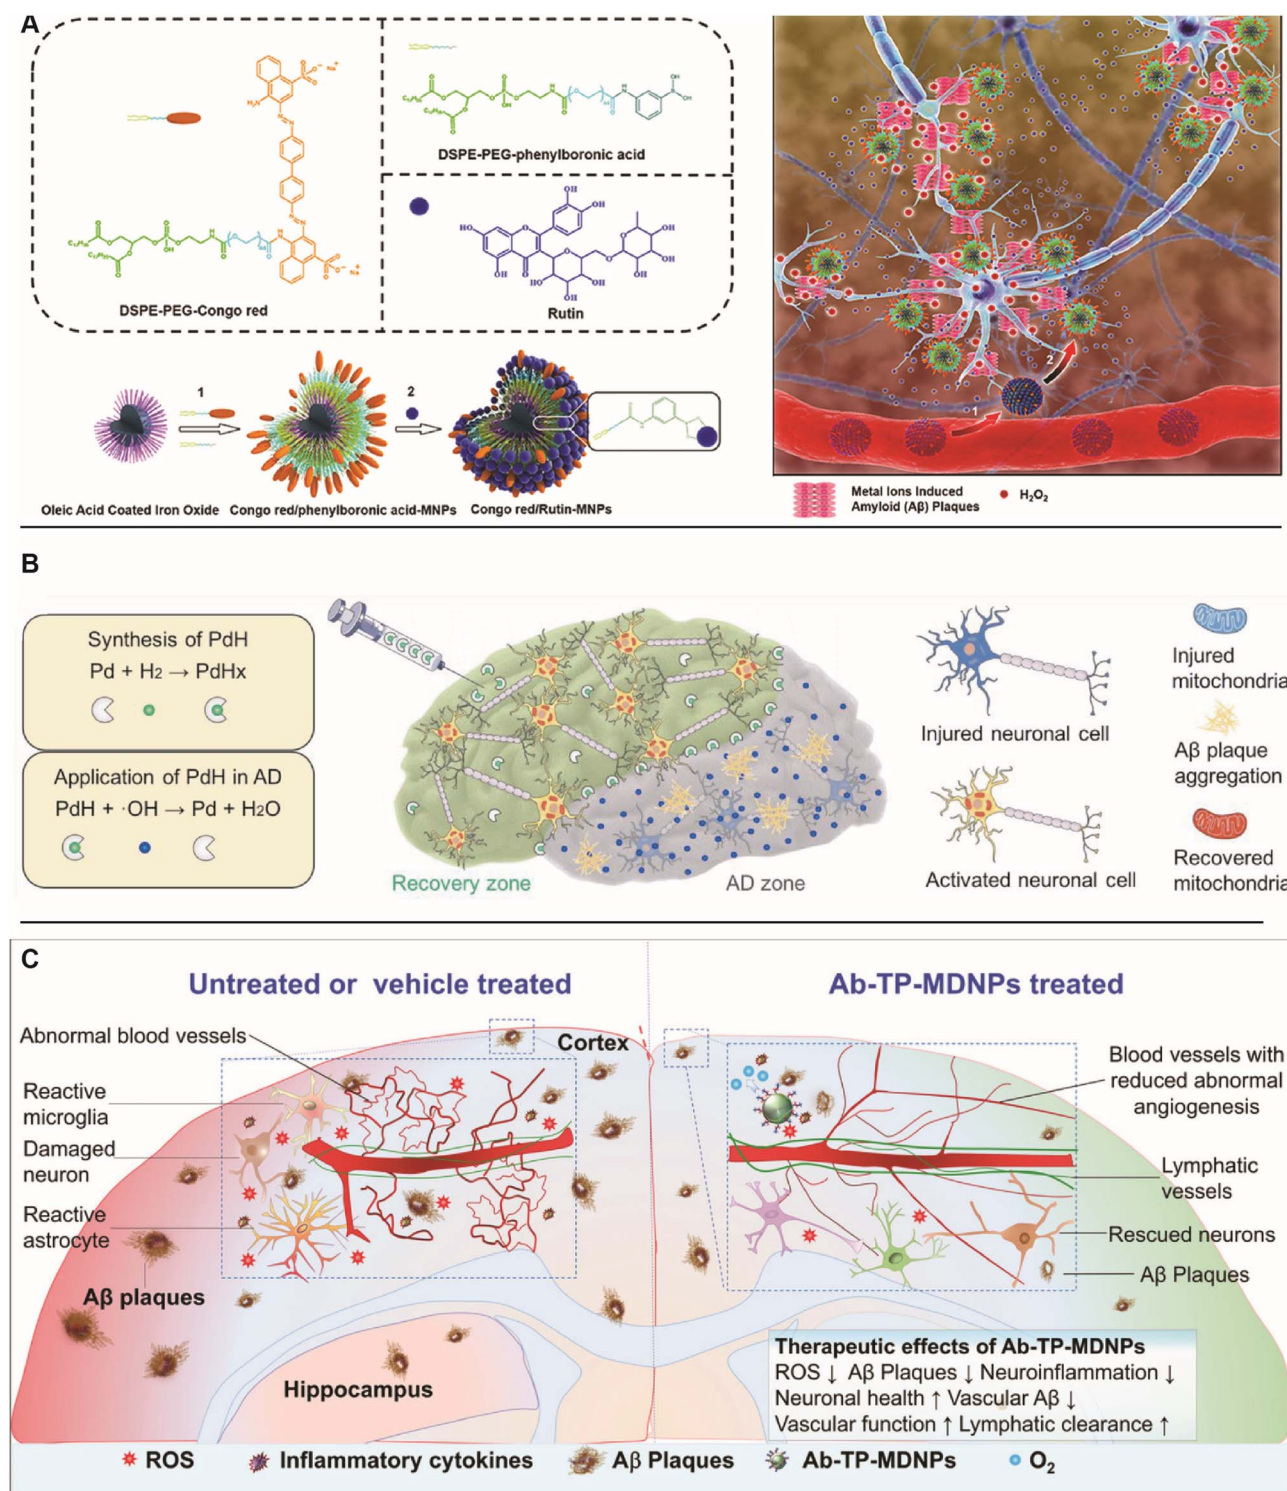 A
DSPE-PEG-Congo red
DSPE-PEG-phenylboronic acid
Rutin
1
2
Oleic Acid Coated Iron Oxide
Congo red/phenylboronic acid-MNPs
Congo red/Rutin-MNPs
1
2
Metal Ions Induced
Amyloid (Aβ) Plaques
H₂O₂
B
Synthesis of PdH
Pd + H₂ → PdHx
Application of PdH in AD
PdH + ·OH → Pd + H₂O
Recovery zone
AD zone
Injured neuronal cell
Activated neuronal cell
Injured
mitochondria
Aβ plaque
aggregation
Recovered
mitochondria
C
Untreated or vehicle treated
Ab-TP-MDNPs treated
Abnormal blood vessels
Cortex
Reactive
microglia
Damaged
neuron
Reactive
astrocyte
Aβ plaques
Hippocampus
Blood vessels with
reduced abnormal
angiogenesis
Lymphatic
vessels
Rescued neurons
Aβ Plaques
Therapeutic effects of Ab-TP-MDNPs
ROS ↓ Aβ Plaques ↓ Neuroinflammation ↓
Neuronal health ↑ Vascular Aβ ↓
Vascular function ↑ Lymphatic clearance ↑
ROS
Inflammatory cytokines
Aβ Plaques
Ab-TP-MDNPs
O₂